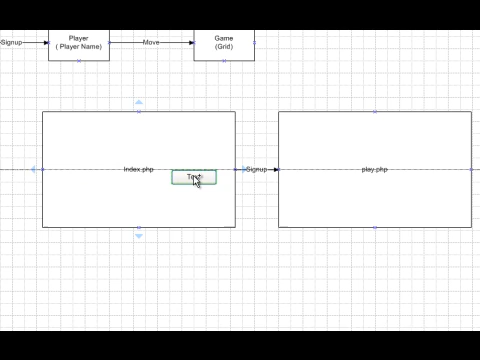 Signup
Player
( Player Name)
Move
Game
(Grid)
Index.php
Signup
play.php